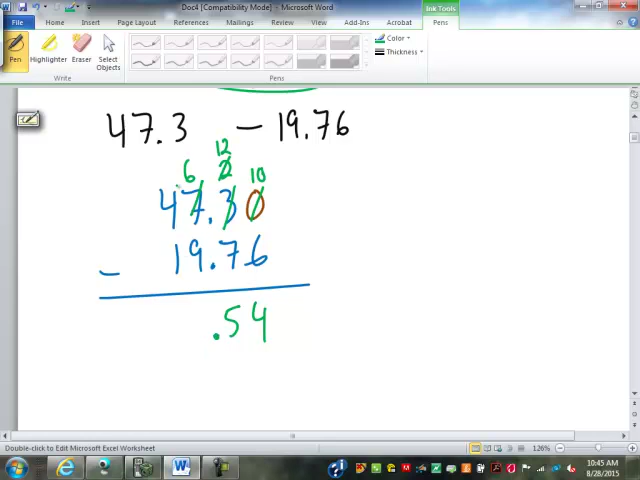 Doc4 [Compatibility Mode] - Microsoft Word
Ink Tools
File Home Insert Page Layout References Mailings Review View Add-Ins Acrobat Pens
Pen Highlighter Eraser Select Objects
Color
Thickness
Write Pens
47.3 - 19.76
12
6 2 10
47.30
- 19.76
.54
Double-click to Edit Microsoft Excel Worksheet 126%
10:45 AM
8/28/2015